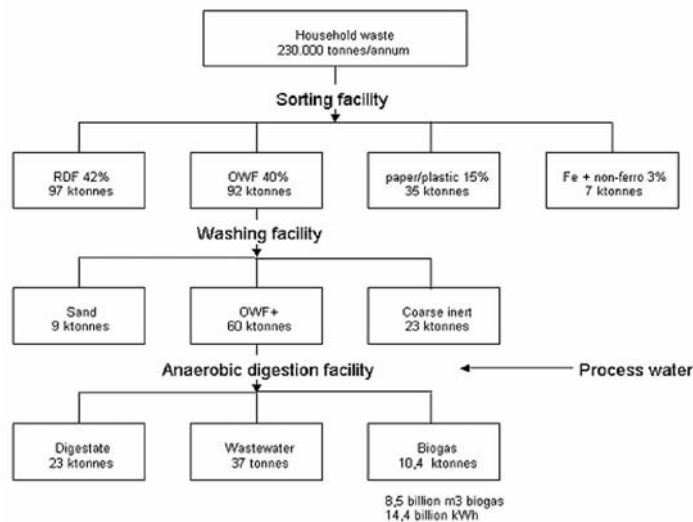 Household waste
230.000 tonnes/annum
Sorting facility
RDF 42%
97 ktonnes
OWF 40%
92 ktonnes
paper/plastic 15%
35 ktonnes
Fe + non-ferro 3%
7 ktonnes
Washing facility
Sand
9 ktonnes
OWF+
60 ktonnes
Coarse inert
23 ktonnes
Anaerobic digestion facility
Process water
Digestate
23 ktonnes
Wastewater
37 tonnes
Biogas
10,4 ktonnes
8,5 billion m3 biogas
14,4 billion kWh